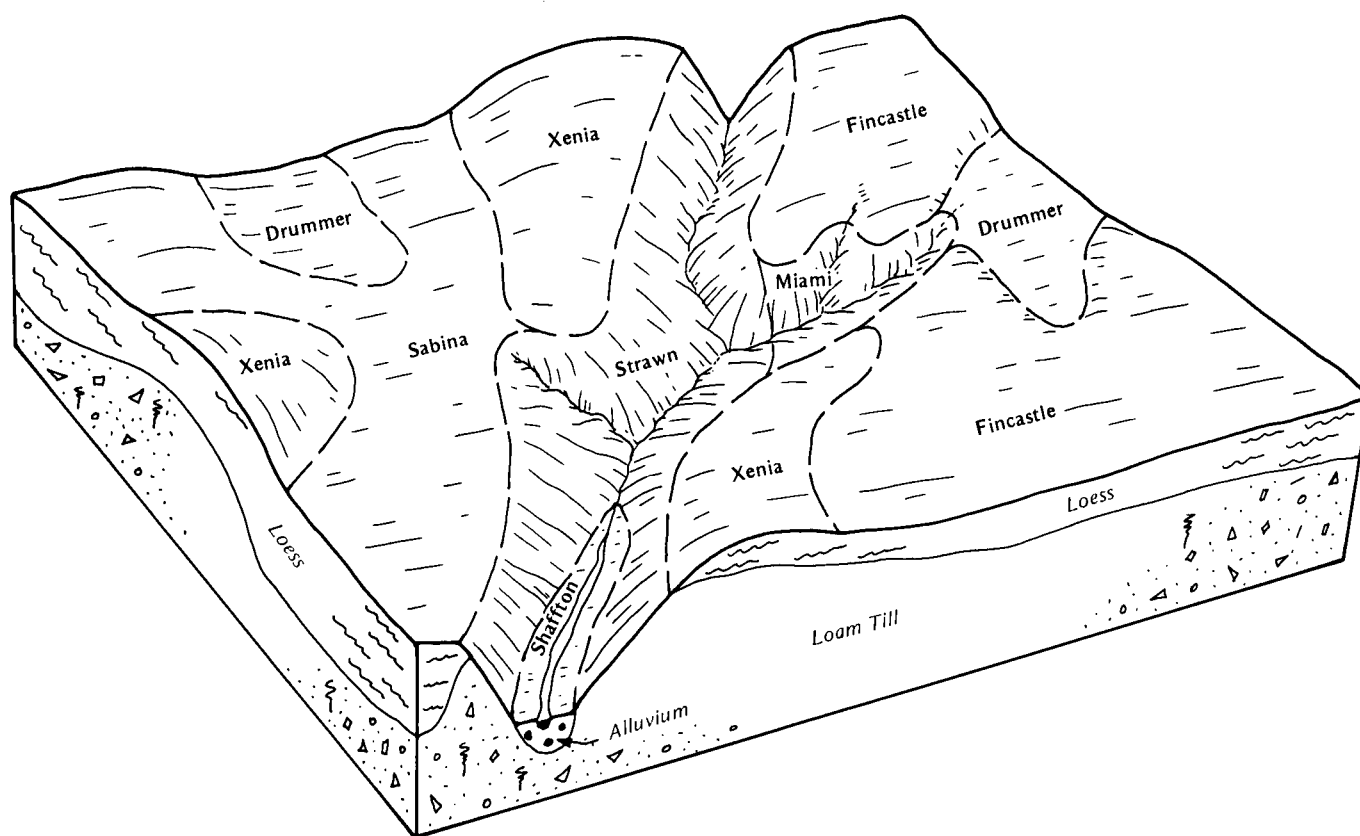 Xenia
Fincastle
Drummer
Drummer
Miami
Xenia
Sabina
Strawn
Xenia
Fincastle
Loess
Loess
Shaffton
Loam Till
Alluvium